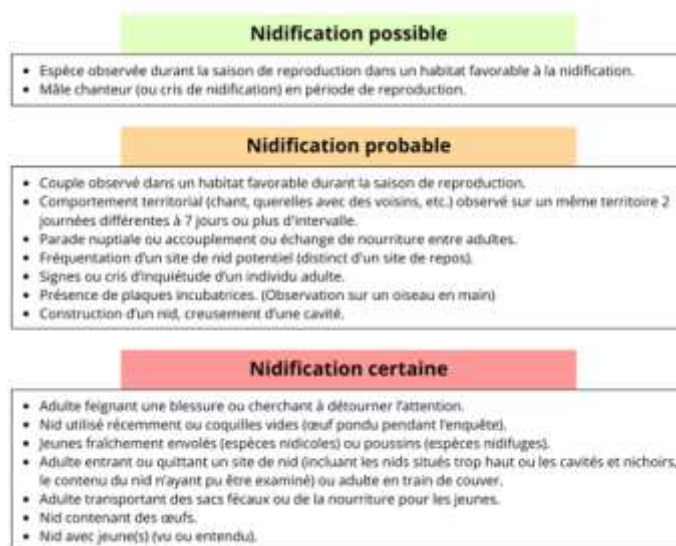 Nidification possible
• Espèce observée durant la saison de reproduction dans un habitat favorable à la nidification.
• Mâle chanteur (ou cris de nidification) en période de reproduction.
Nidification probable
• Couple observé dans un habitat favorable durant la saison de reproduction.
• Comportement territorial (chant, querelles avec des voisins, etc.) observé sur un même territoire 2
journées différentes à 7 jours ou plus d'intervalle.
• Parade nuptiale ou accouplement ou échange de nourriture entre adultes.
• Fréquentation d'un site de nid potentiel (distinct d'un site de repos).
• Signes ou cris d'inquiétude d'un individu adulte.
• Présence de plaques incubatrices. (Observation sur un oiseau en main)
• Construction d'un nid, creusement d'une cavité.
Nidification certaine
• Adulte feignant une blessure ou cherchant à détourner l'attention.
• Nid utilisé récemment ou coquilles vides (œuf pondu pendant l'enquête).
• Jeunes fraîchement envolés (espèces nidicoles) ou poussins (espèces nidifuges).
• Adulte entrant ou quittant un site de nid (incluant les nids situés trop haut ou les cavités et nichoirs,
le contenu du nid n'ayant pu être examiné) ou adulte en train de couver.
• Adulte transportant des sacs fécaux ou de la nourriture pour les jeunes.
• Nid contenant des œufs.
• Nid avec jeune(s) (vu ou entendu).